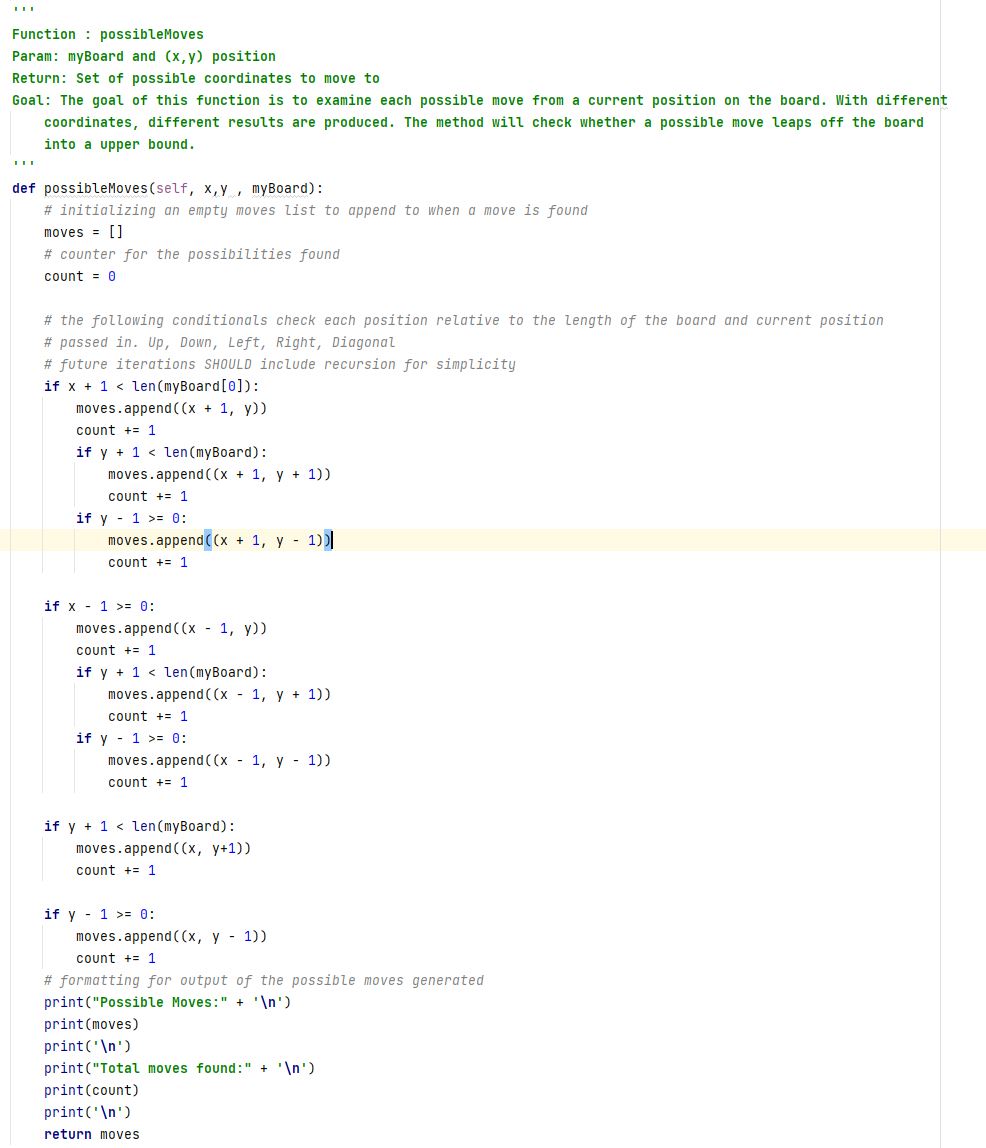 '''
Function : possibleMoves
Param: myBoard and (x,y) position
Return: Set of possible coordinates to move to
Goal: The goal of this function is to examine each possible move from a current position on the board. With different
    coordinates, different results are produced. The method will check whether a possible move leaps off the board
    into a upper bound.
'''
def possibleMoves(self, x,y , myBoard):
    # initializing an empty moves list to append to when a move is found
    moves = []
    # counter for the possibilities found
    count = 0

    # the following conditionals check each position relative to the length of the board and current position
    # passed in. Up, Down, Left, Right, Diagonal
    # future iterations SHOULD include recursion for simplicity
    if x + 1 < len(myBoard[0]):
        moves.append((x + 1, y))
        count += 1
        if y + 1 < len(myBoard):
            moves.append((x + 1, y + 1))
            count += 1
        if y - 1 >= 0:
            moves.append((x + 1, y - 1))
            count += 1

    if x - 1 >= 0:
        moves.append((x - 1, y))
        count += 1
        if y + 1 < len(myBoard):
            moves.append((x - 1, y + 1))
            count += 1
        if y - 1 >= 0:
            moves.append((x - 1, y - 1))
            count += 1

    if y + 1 < len(myBoard):
        moves.append((x, y+1))
        count += 1

    if y - 1 >= 0:
        moves.append((x, y - 1))
        count += 1
    # formatting for output of the possible moves generated
    print("Possible Moves:" + '\n')
    print(moves)
    print('\n')
    print("Total moves found:" + '\n')
    print(count)
    print('\n')
    return moves